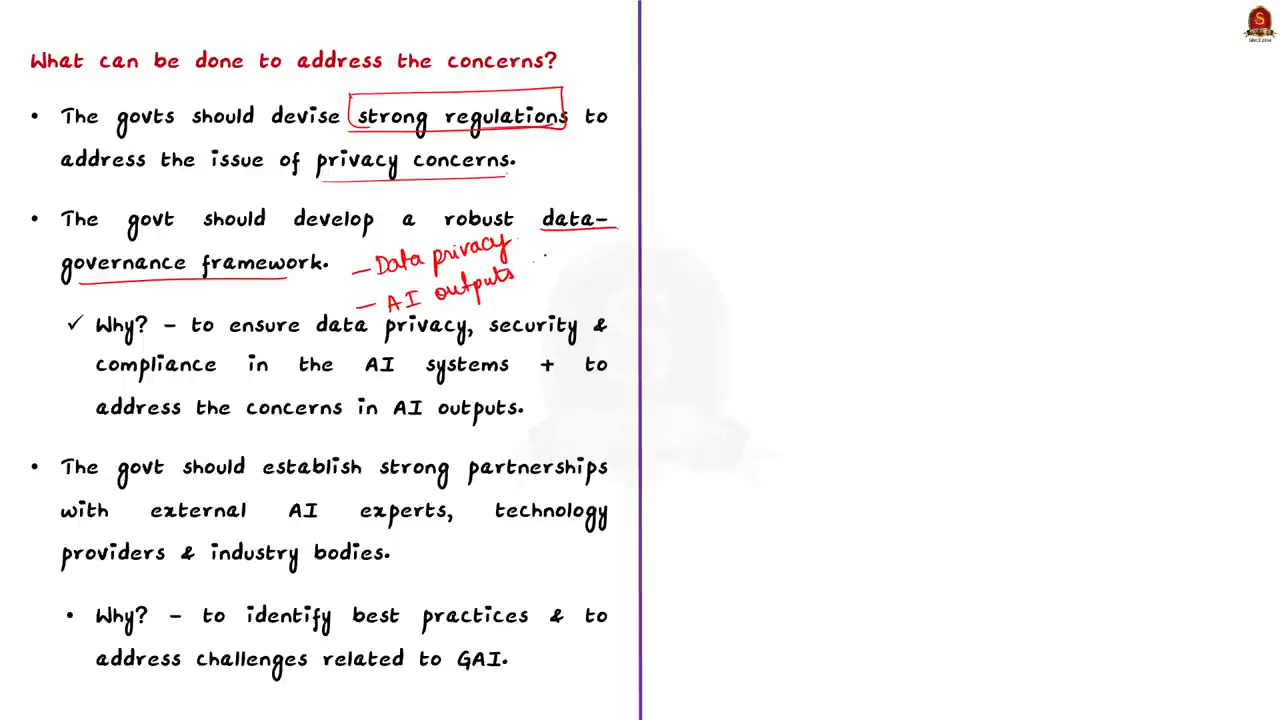 What can be done to address the concerns?
• The govts should devise strong regulations to
address the issue of privacy concerns.
• The govt should develop a robust data-
governance framework.
– Data privacy
– AI outputs
✓ Why? – to ensure data privacy, security &
compliance in the AI systems + to
address the concerns in AI outputs.
• The govt should establish strong partnerships
with external AI experts, technology
providers & industry bodies.
• Why? – to identify best practices & to
address challenges related to GAI.
S
SINCE 2004